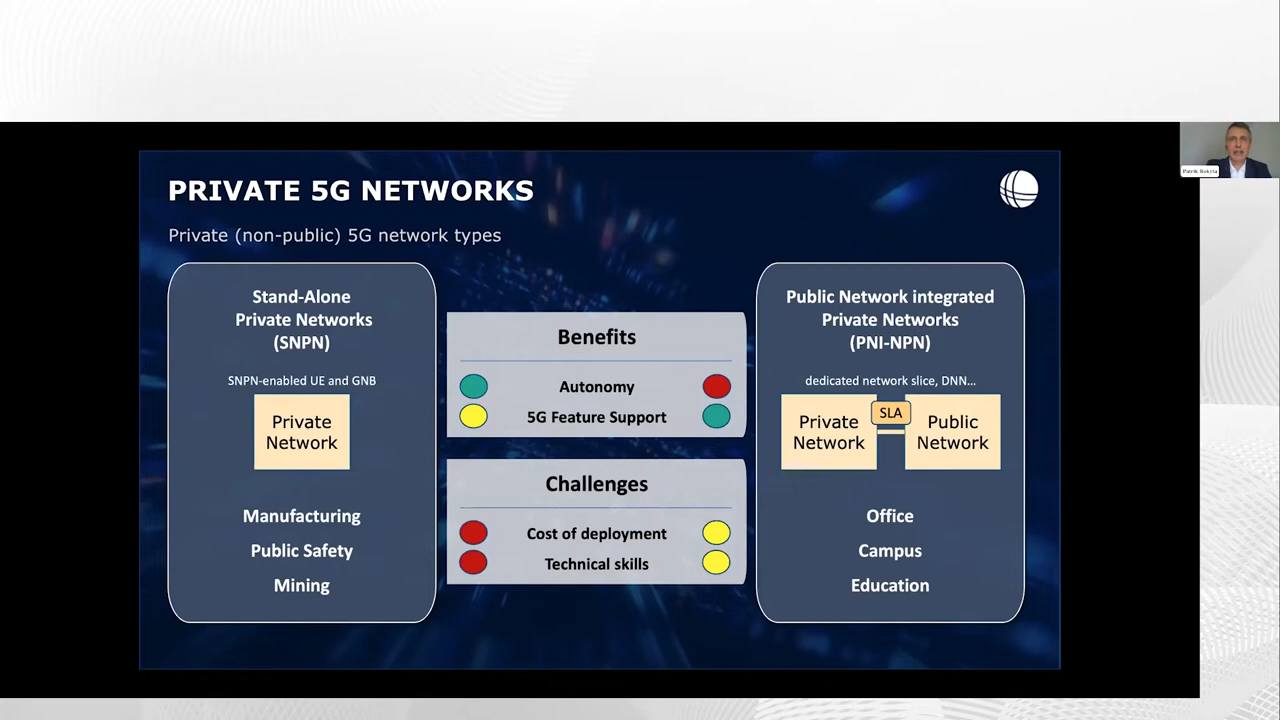 PRIVATE 5G NETWORKS
Private (non-public) 5G network types
Stand-Alone
Private Networks
(SNPN)
SNPN-enabled UE and GNB
Private
Network
Manufacturing
Public Safety
Mining
Benefits
Autonomy
5G Feature Support
Challenges
Cost of deployment
Technical skills
Public Network integrated
Private Networks
(PNI-NPN)
dedicated network slice, DNN...
Private
Network
SLA
Public
Network
Office
Campus
Education
Patrik Rokyta